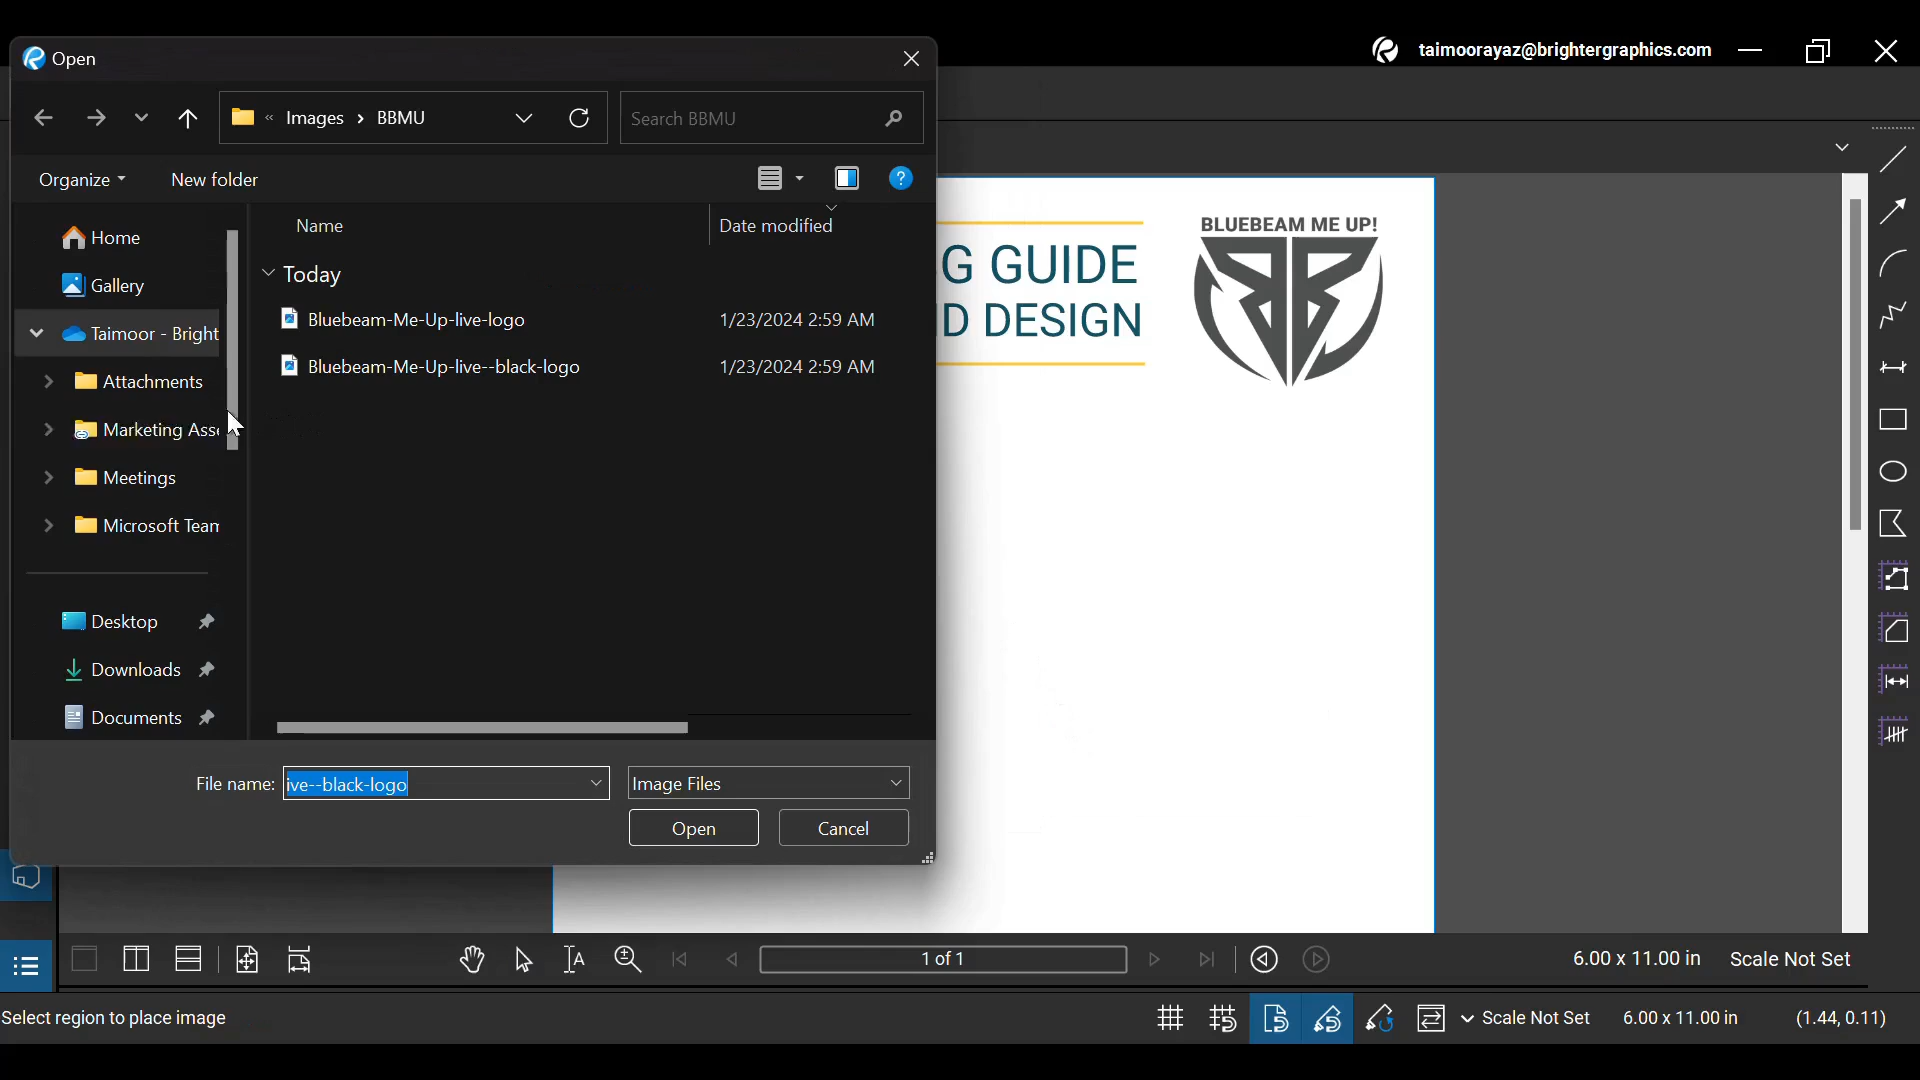 taimoorayaz@brightergraphics.com
Open
« Images > BBMU
Search BBMU
Organize
New folder
?
Name
Date modified
Home
Gallery
Taimoor - Bright
Attachments
Marketing Asse
Meetings
Microsoft Team
Desktop
Downloads
Documents
Today
Bluebeam-Me-Up-live-logo
1/23/2024 2:59 AM
Bluebeam-Me-Up-live--black-logo
1/23/2024 2:59 AM
File name:
ive--black-logo
Image Files
Open
Cancel
G GUIDE
D DESIGN
BLUEBEAM ME UP!
1 of 1
6.00 x 11.00 in
Scale Not Set
Select region to place image
Scale Not Set
6.00 x 11.00 in
(1.44, 0.11)